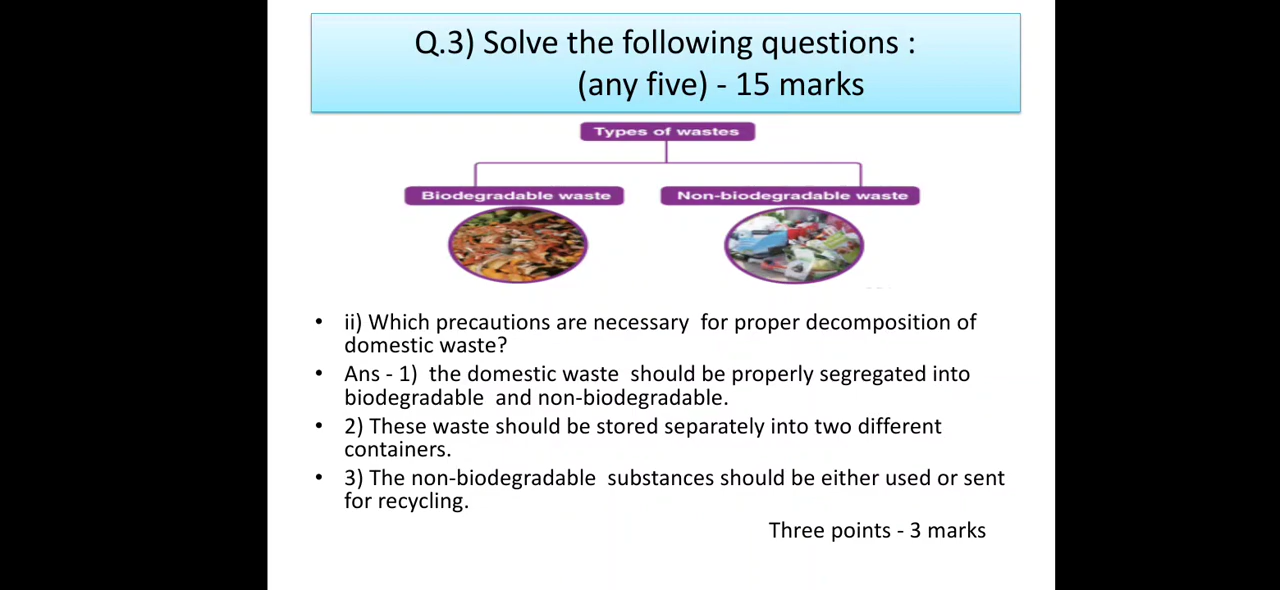 Q.3) Solve the following questions :
(any five) - 15 marks
Types of wastes
Biodegradable waste
Non-biodegradable waste
• ii) Which precautions are necessary for proper decomposition of
domestic waste?
• Ans - 1) the domestic waste should be properly segregated into
biodegradable and non-biodegradable.
• 2) These waste should be stored separately into two different
containers.
• 3) The non-biodegradable substances should be either used or sent
for recycling.
Three points - 3 marks